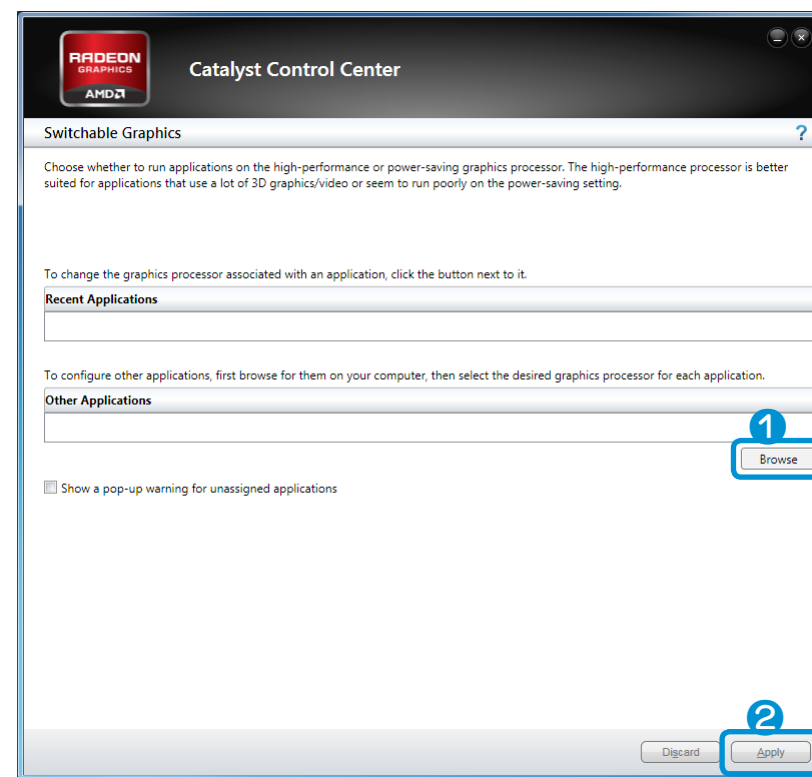 RADEON
GRAPHICS
AMD
Catalyst Control Center
Switchable Graphics
?
Choose whether to run applications on the high-performance or power-saving graphics processor. The high-performance processor is better
suited for applications that use a lot of 3D graphics/video or seem to run poorly on the power-saving setting.
To change the graphics processor associated with an application, click the button next to it.
Recent Applications
To configure other applications, first browse for them on your computer, then select the desired graphics processor for each application.
Other Applications
1
Browse
Show a pop-up warning for unassigned applications
2
Discard
Apply